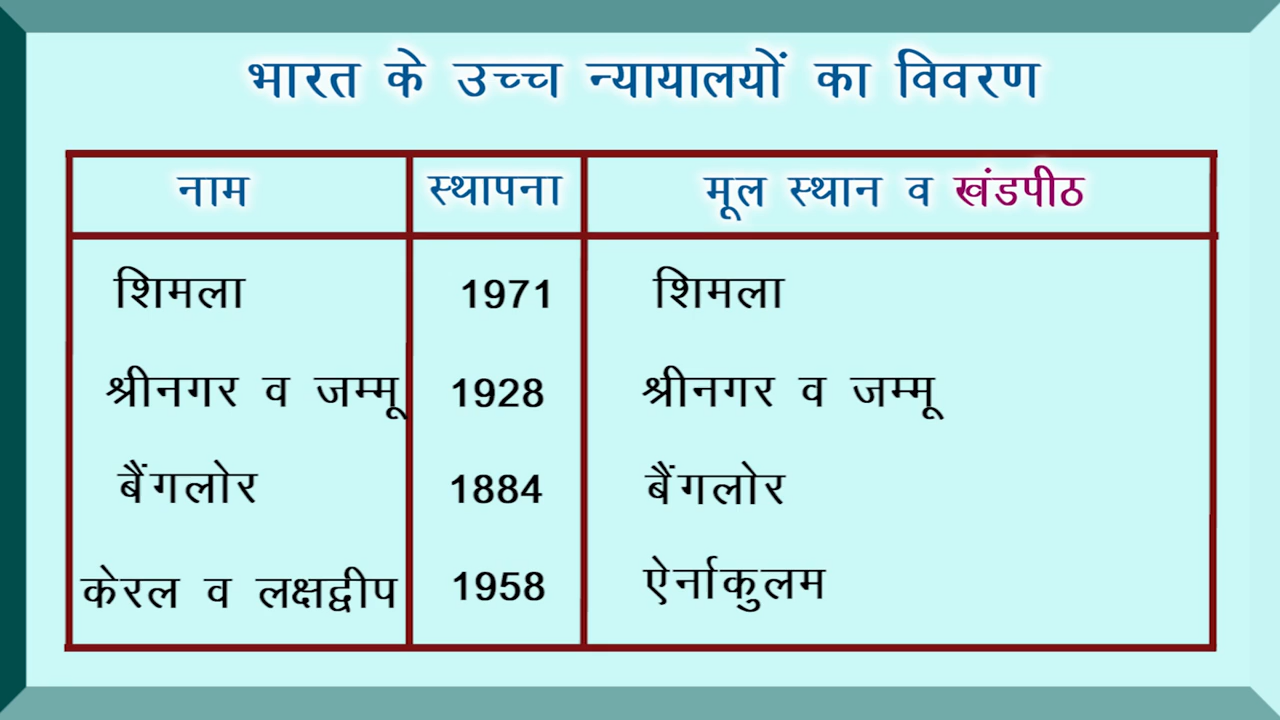 भारत के उच्च न्यायालयों का विवरण
नाम स्थापना मूल स्थान व खंडपीठ
शिमला 1971 शिमला
श्रीनगर व जम्मू 1928 श्रीनगर व जम्मू
बैंगलोर 1884 बैंगलोर
केरल व लक्षद्वीप 1958 ऐर्नाकुलम